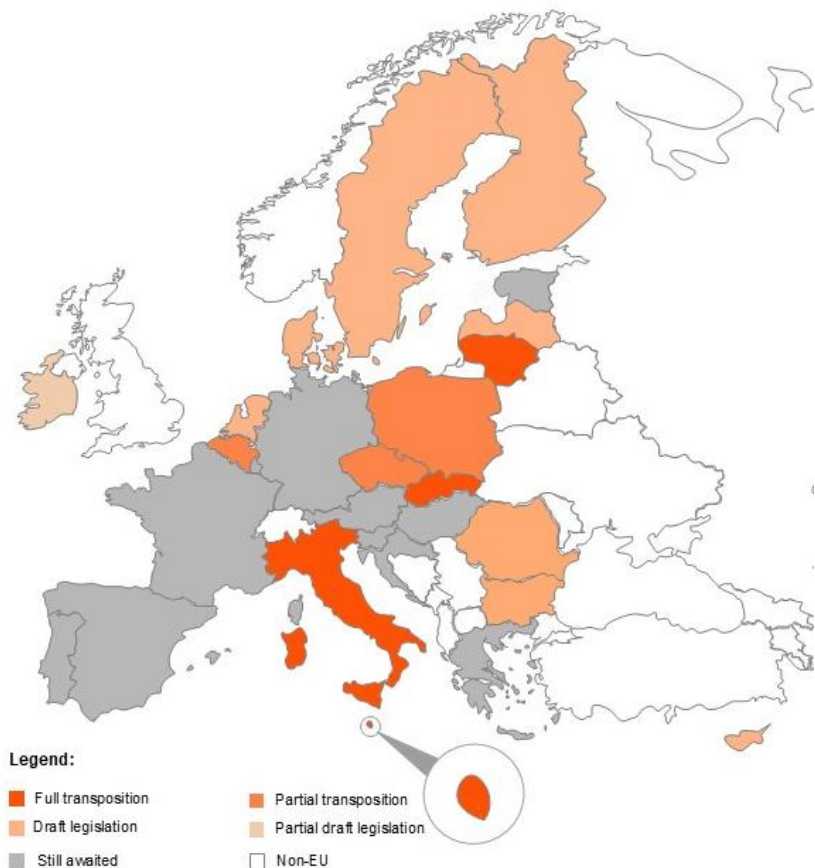 Legend:
Full transposition
Partial transposition
Draft legislation
Partial draft legislation
Still awaited
Non-EU